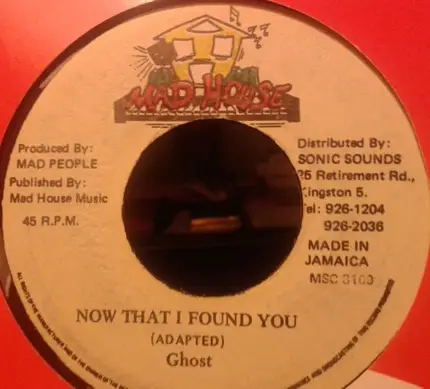 MAD HOUSE
Produced By:
MAD PEOPLE
Published By:
Mad House Music
45 R.P.M.
Distributed By:
SONIC SOUNDS
25 Retirement Rd.,
Kingston 5.
Tel: 926-1204
926-2036
MADE IN
JAMAICA
MSC 3100
NOW THAT I FOUND YOU
(ADAPTED)
Ghost